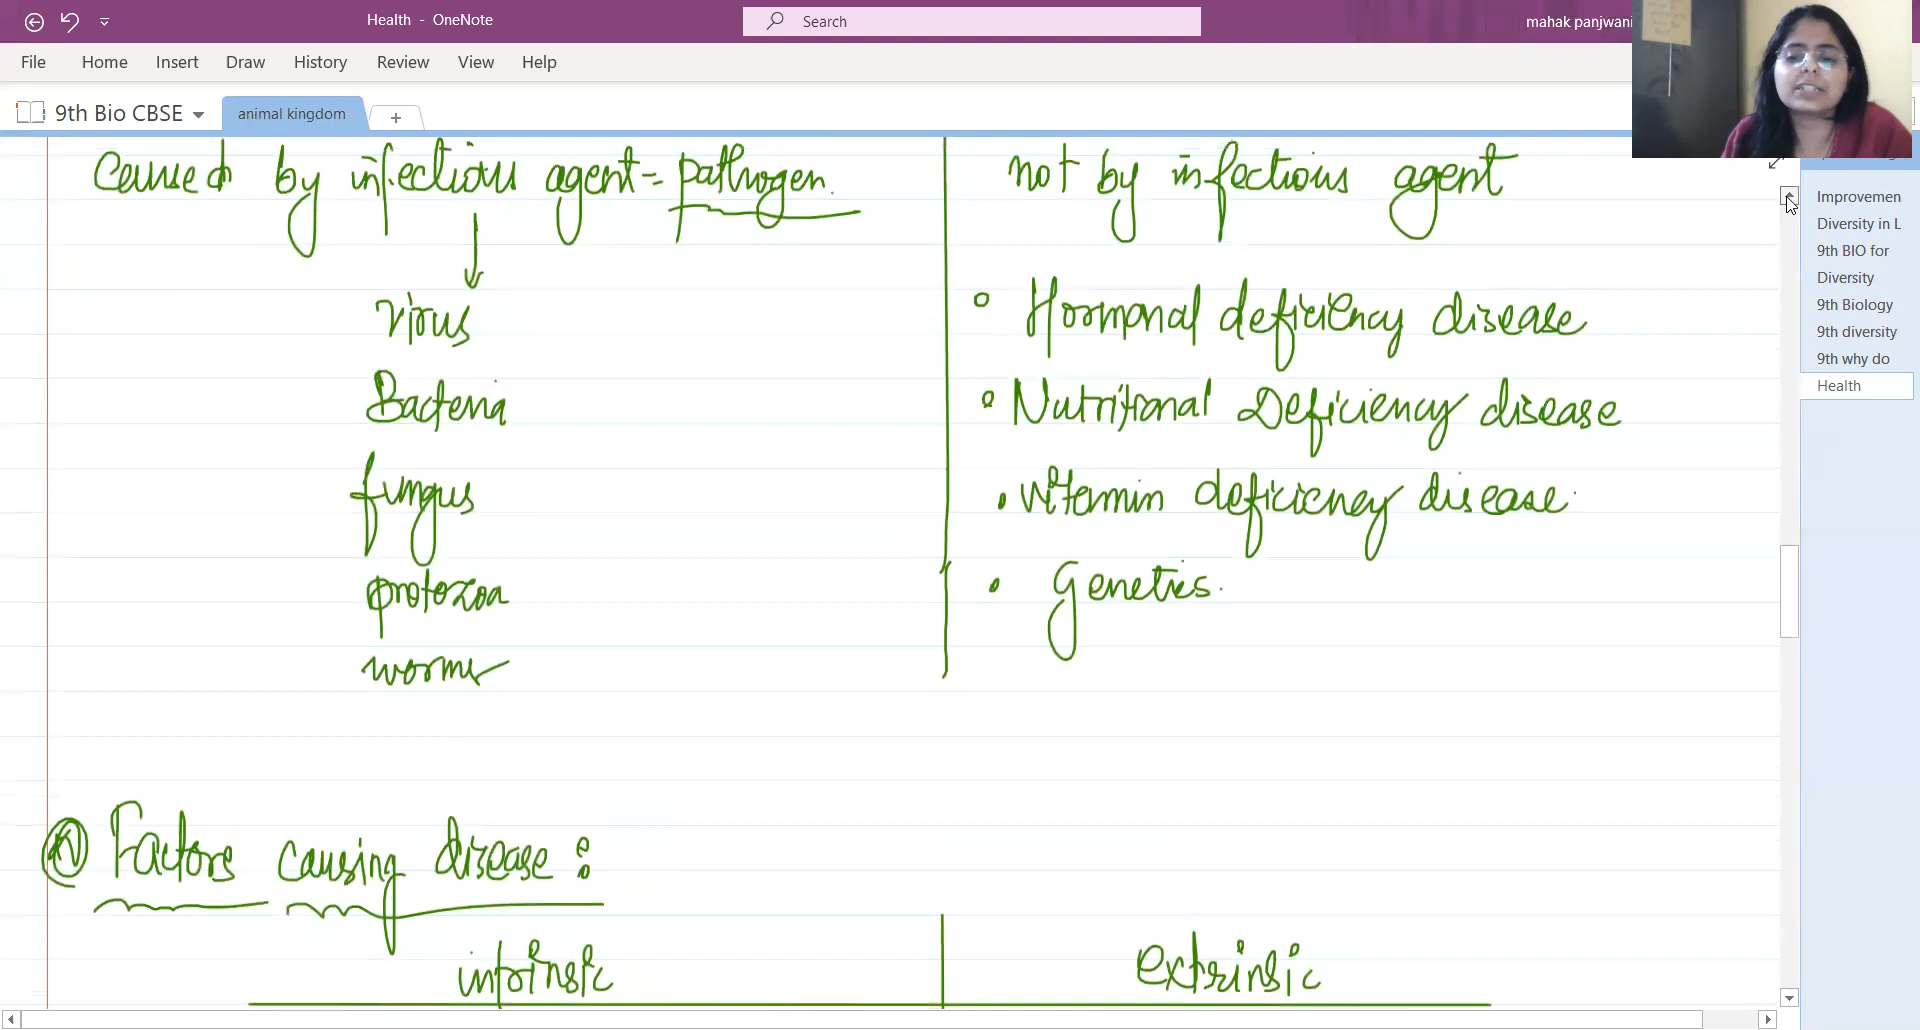 Health - OneNote
Search
mahak panjwani
File Home Insert Draw History Review View Help
9th Bio CBSE
animal kingdom
+
Caused by infectious agent = pathogen.
not by infectious agent
Virus
Bacteria
fungus
protozoa
worms
Hormonal deficiency disease
Nutritional Deficiency disease
Vitamin deficiency disease
Genetics.
Factors causing disease :
intrinsic
extrinsic
Improvemen
Diversity in L
9th BIO for
Diversity
9th Biology
9th diversity
9th why do
Health